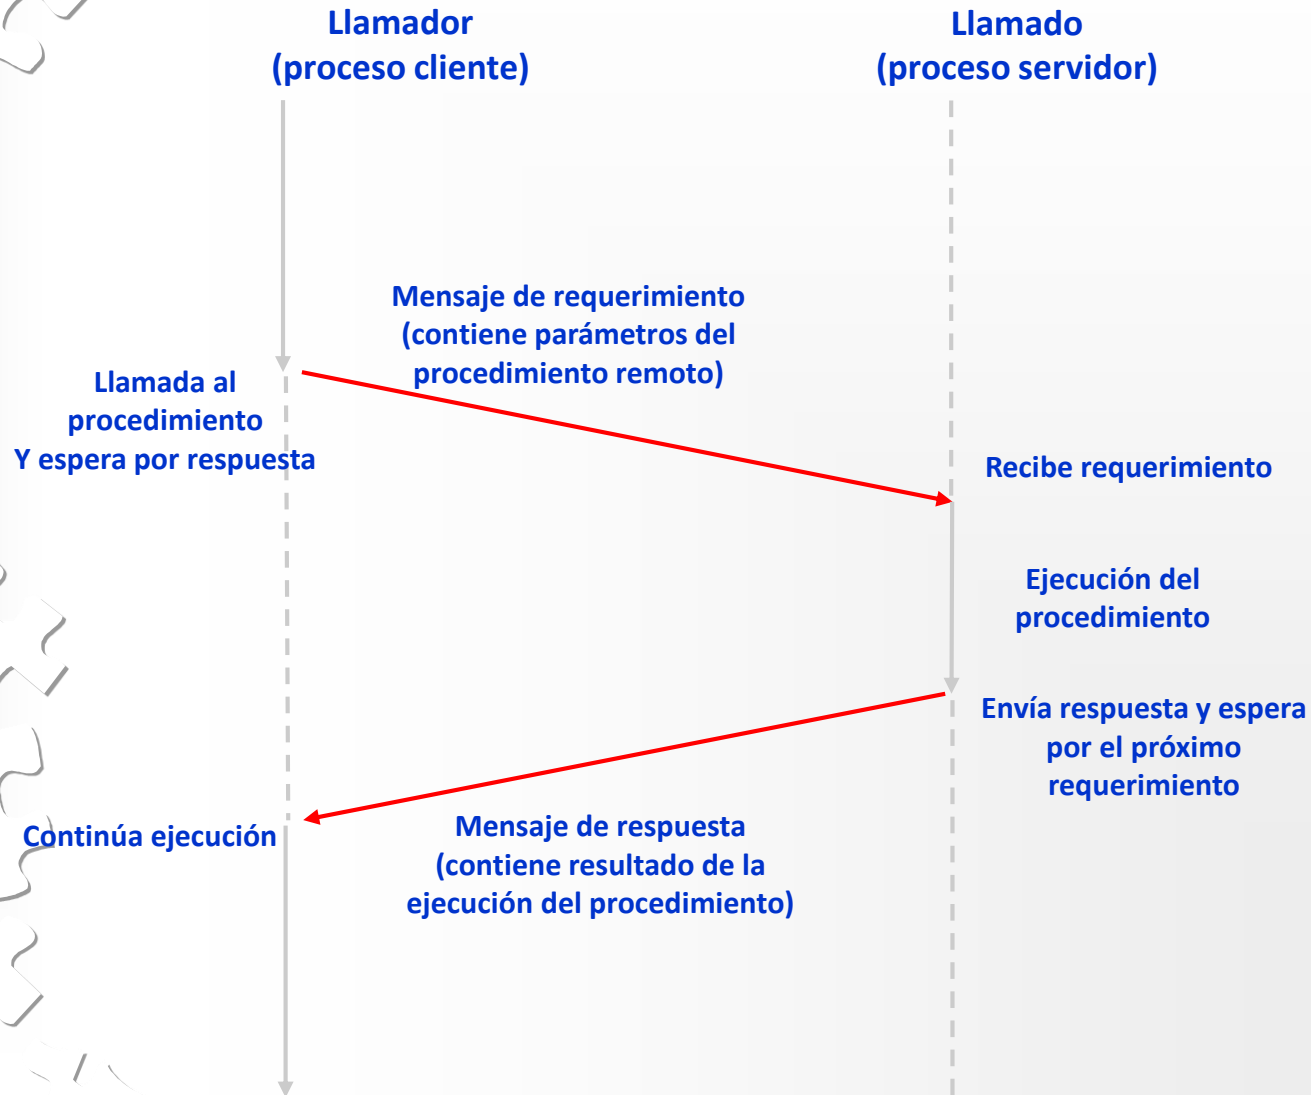 Llamador
(proceso cliente)
Llamado
(proceso servidor)
Mensaje de requerimiento
(contiene parámetros del
procedimiento remoto)
Llamada al
procedimiento
Y espera por respuesta
Recibe requerimiento
Ejecución del
procedimiento
Envía respuesta y espera
por el próximo
requerimiento
Continúa ejecución
Mensaje de respuesta
(contiene resultado de la
ejecución del procedimiento)